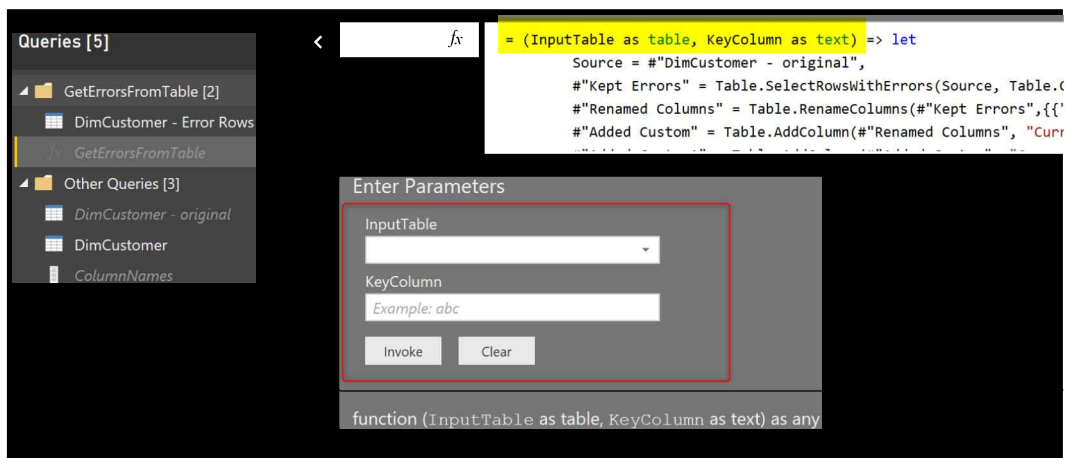 Queries [5]
GetErrorsFromTable [2]
DimCustomer - Error Rows
fx GetErrorsFromTable
Other Queries [3]
DimCustomer - original
DimCustomer
ColumnNames
fx
= (InputTable as table, KeyColumn as text) => let
Source = #"DimCustomer - original",
#"Kept Errors" = Table.SelectRowsWithErrors(Source, Table.C
#"Renamed Columns" = Table.RenameColumns(#"Kept Errors",{{"
#"Added Custom" = Table.AddColumn(#"Renamed Columns", "Curr
Enter Parameters
InputTable
KeyColumn
Example: abc
Invoke Clear
function (InputTable as table, KeyColumn as text) as any